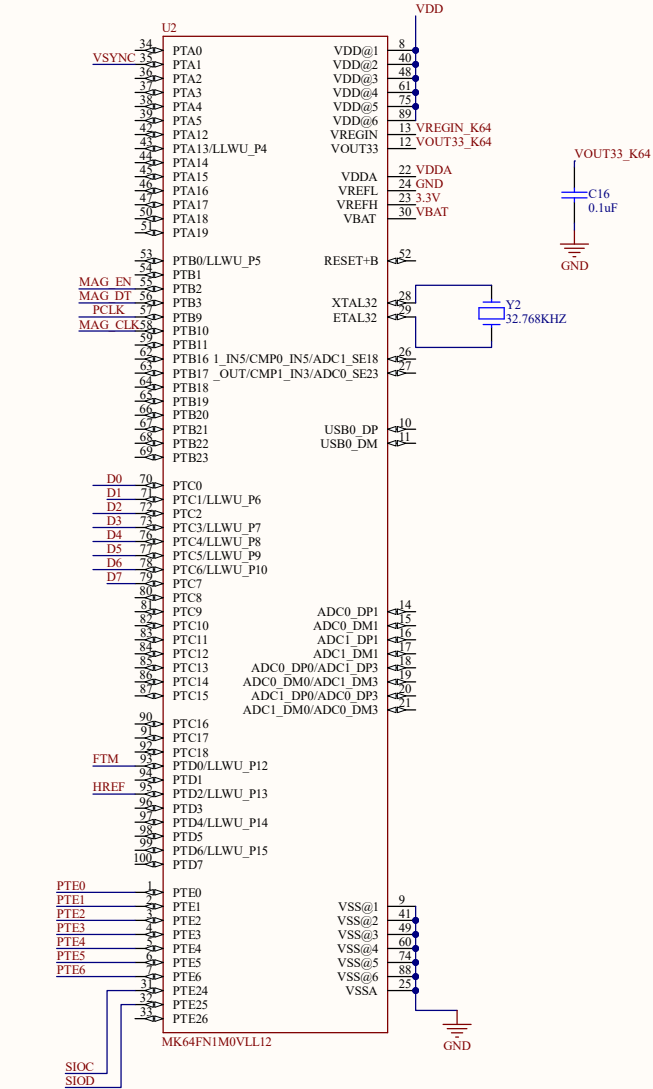 VDD
U2
34 PTA0 VDD@1 8
VSYNC 35 PTA1 VDD@2 40
36 PTA2 VDD@3 48
37 PTA3 VDD@4 61
38 PTA4 VDD@5 75
39 PTA5 VDD@6 89
42 PTA12 VREGIN 13 VREGIN_K64
43 PTA13/LLWU_P4 VOUT33 12 VOUT33_K64
44 PTA14
45 PTA15 VDDA 22 VDDA
46 PTA16 VREFL 24 GND
47 PTA17 VREFH 23 3.3V
50 PTA18 VBAT 30 VBAT
51 PTA19
VOUT33_K64
C16
0.1uF
GND
53 PTB0/LLWU_P5 RESET+B 52
54 PTB1
MAG_EN 55 PTB2
MAG_DT 56 PTB3 XTAL32 28
PCLK 57 PTB9 ETAL32 29
MAG_CLK 58 PTB10
Y2
32.768KHZ
59 PTB11
62 PTB16 1_IN5/CMP0_IN5/ADC1_SE18 26
63 PTB17 _OUT/CMP1_IN3/ADC0_SE23 27
64 PTB18
65 PTB19
66 PTB20
67 PTB21 USB0_DP 10
68 PTB22 USB0_DM 11
69 PTB23
D0 70 PTC0
D1 71 PTC1/LLWU_P6
D2 72 PTC2
D3 73 PTC3/LLWU_P7
D4 76 PTC4/LLWU_P8
D5 77 PTC5/LLWU_P9
D6 78 PTC6/LLWU_P10
D7 79 PTC7
80 PTC8
81 PTC9 ADC0_DP1 14
82 PTC10 ADC0_DM1 15
83 PTC11 ADC1_DP1 16
84 PTC12 ADC1_DM1 17
85 PTC13 ADC0_DP0/ADC1_DP3 18
86 PTC14 ADC0_DM0/ADC1_DM3 19
87 PTC15 ADC1_DP0/ADC0_DP3 20
ADC1_DM0/ADC0_DM3 21
90 PTC16
91 PTC17
92 PTC18
FTM 93 PTD0/LLWU_P12
94 PTD1
HREF 95 PTD2/LLWU_P13
96 PTD3
97 PTD4/LLWU_P14
98 PTD5
99 PTD6/LLWU_P15
100 PTD7
PTE0 1 PTE0
PTE1 2 PTE1 VSS@1 9
PTE2 3 PTE2 VSS@2 41
PTE3 4 PTE3 VSS@3 49
PTE4 5 PTE4 VSS@4 60
PTE5 6 PTE5 VSS@5 74
PTE6 7 PTE6 VSS@6 88
31 PTE24 VSSA 25
32 PTE25
33 PTE26
GND
MK64FN1M0VLL12
SIOC
SIOD